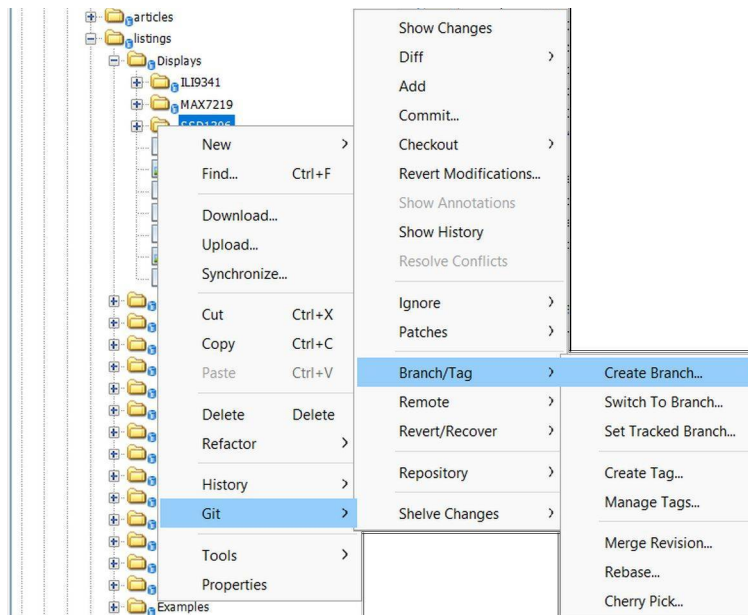 articles
listings
Displays
ILI9341
MAX7219
SSD1306
New
Find... Ctrl+F
Download...
Upload...
Synchronize...
Cut Ctrl+X
Copy Ctrl+C
Paste Ctrl+V
Delete Delete
Refactor
History
Git
Tools
Properties
Examples
Show Changes
Diff
Add
Commit...
Checkout
Revert Modifications...
Show Annotations
Show History
Resolve Conflicts
Ignore
Patches
Branch/Tag
Remote
Revert/Recover
Repository
Shelve Changes
Create Branch...
Switch To Branch...
Set Tracked Branch...
Create Tag...
Manage Tags...
Merge Revision...
Rebase...
Cherry Pick...